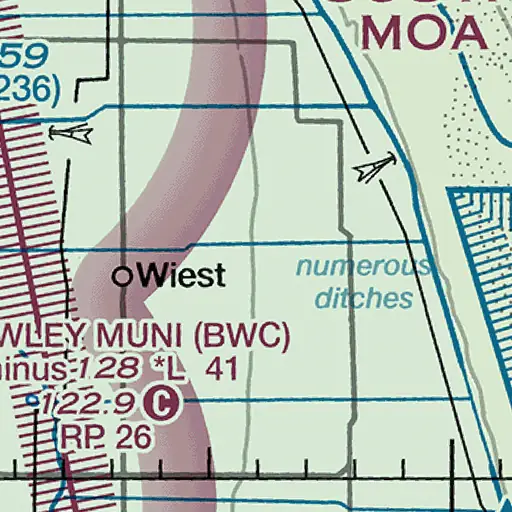 MOA
59
236)
Wiest
numerous
ditches
WLEY MUNI (BWC)
inus 128 *L 41
122.9 C
RP 26